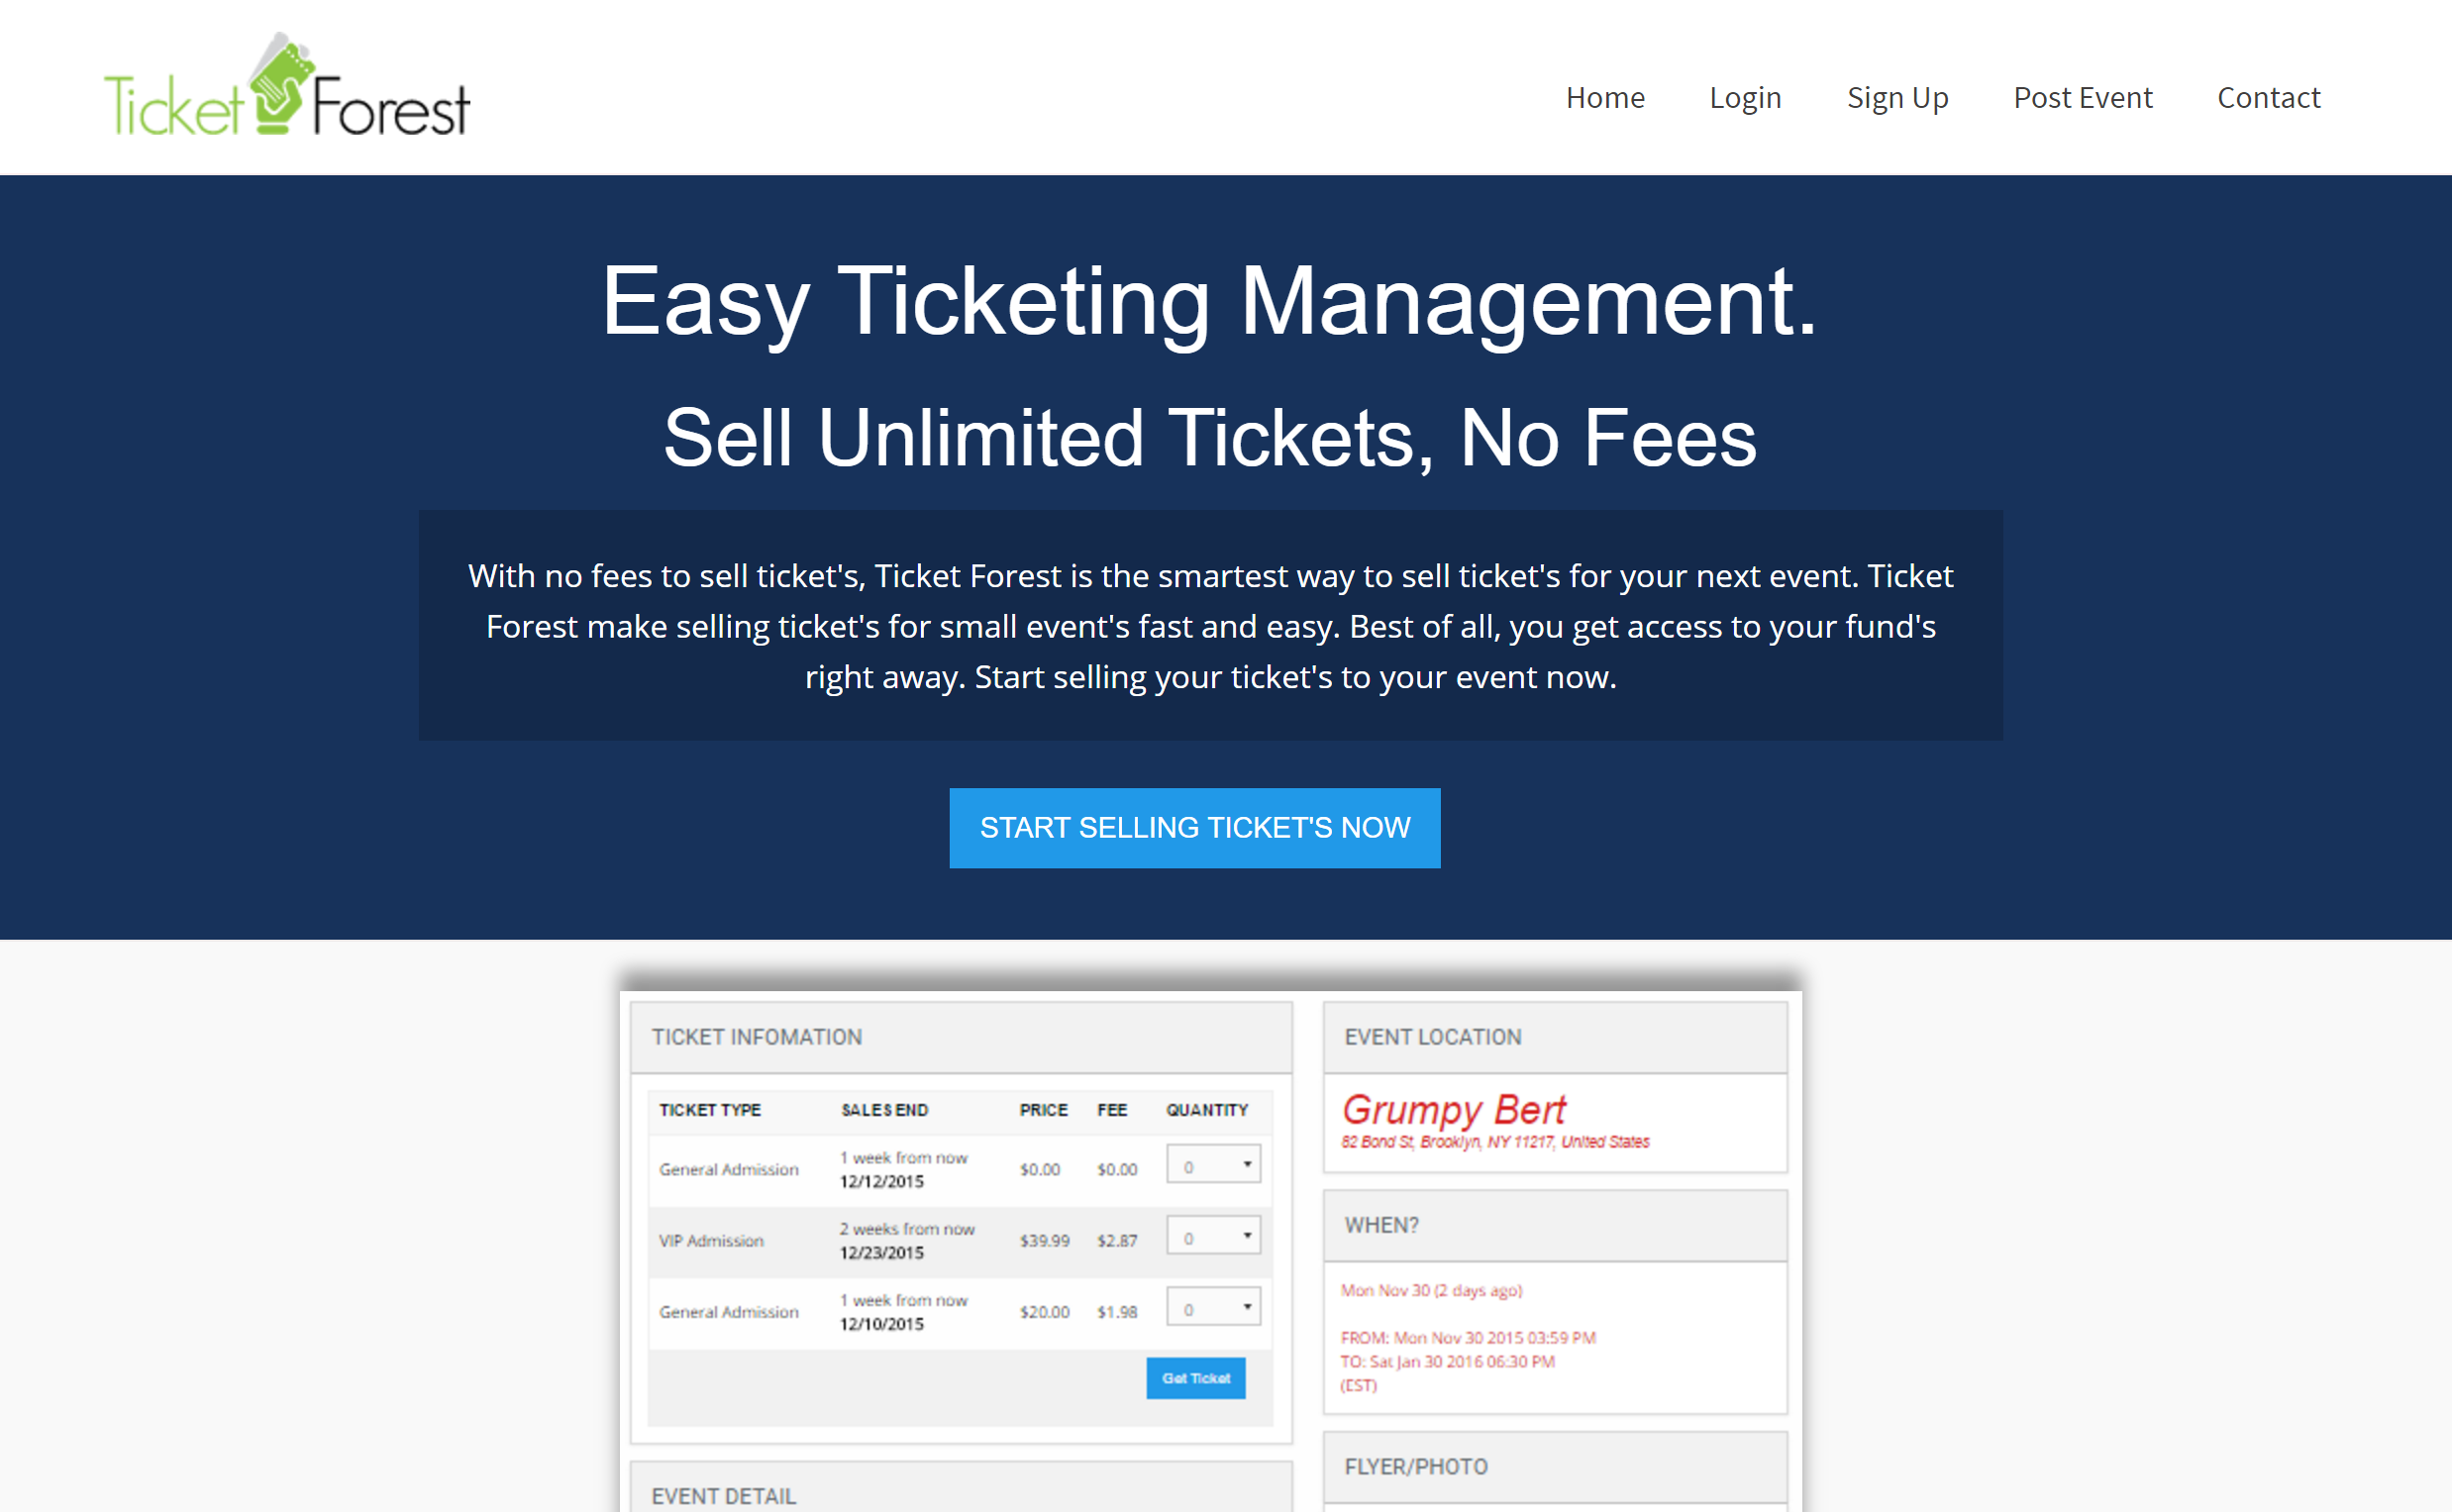 Ticket Forest
Home Login Sign Up Post Event Contact
Easy Ticketing Management.
Sell Unlimited Tickets, No Fees
With no fees to sell ticket's, Ticket Forest is the smartest way to sell ticket's for your next event. Ticket
Forest make selling ticket's for small event's fast and easy. Best of all, you get access to your fund's
right away. Start selling your ticket's to your event now.
START SELLING TICKET'S NOW
TICKET INFOMATION
TICKET TYPE SALES END PRICE FEE QUANTITY
General Admission 1 week from now 12/12/2015 $0.00 $0.00 0
VIP Admission 2 weeks from now 12/23/2015 $39.99 $2.87 0
General Admission 1 week from now 12/10/2015 $20.00 $1.98 0
Get Ticket
EVENT DETAIL
EVENT LOCATION
Grumpy Bert
82 Bond St, Brooklyn, NY 11217, United States
WHEN?
Mon Nov 30 (2 days ago)
FROM: Mon Nov 30 2015 03:59 PM
TO: Sat Jan 30 2016 06:30 PM
(EST)
FLYER/PHOTO